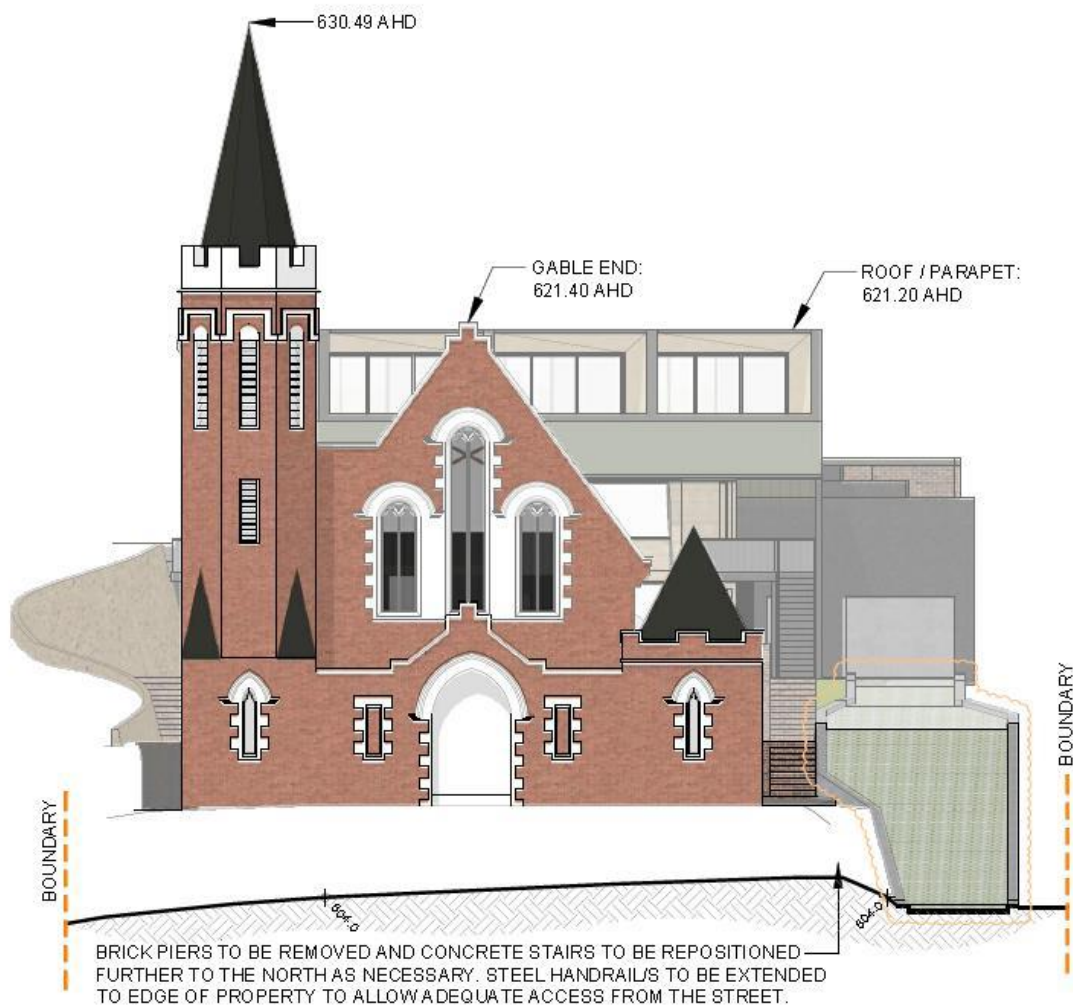 630.49 AHD
GABLE END:
621.40 AHD
ROOF / PARAPET:
621.20 AHD
BOUNDARY
BOUNDARY
604.0
604.0
BRICK PIERS TO BE REMOVED AND CONCRETE STAIRS TO BE REPOSITIONED
FURTHER TO THE NORTH AS NECESSARY. STEEL HANDRAIL/S TO BE EXTENDED
TO EDGE OF PROPERTY TO ALLOW ADEQUATE ACCESS FROM THE STREET.